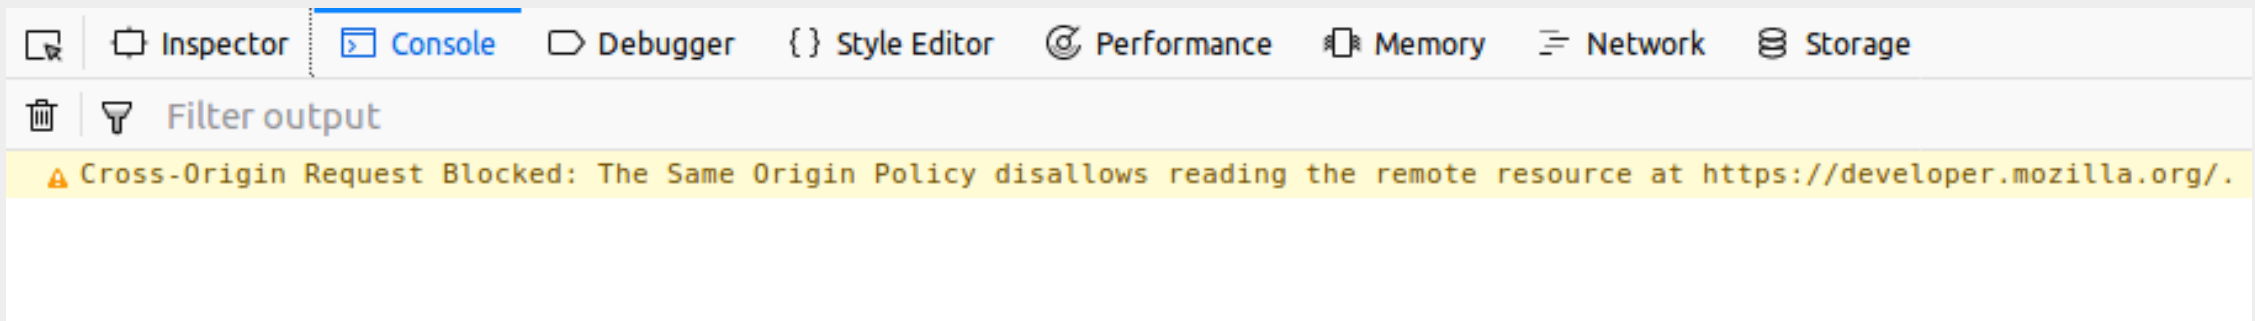 Inspector Console Debugger {} Style Editor Performance Memory Network Storage
Filter output
Cross-Origin Request Blocked: The Same Origin Policy disallows reading the remote resource at https://developer.mozilla.org/.